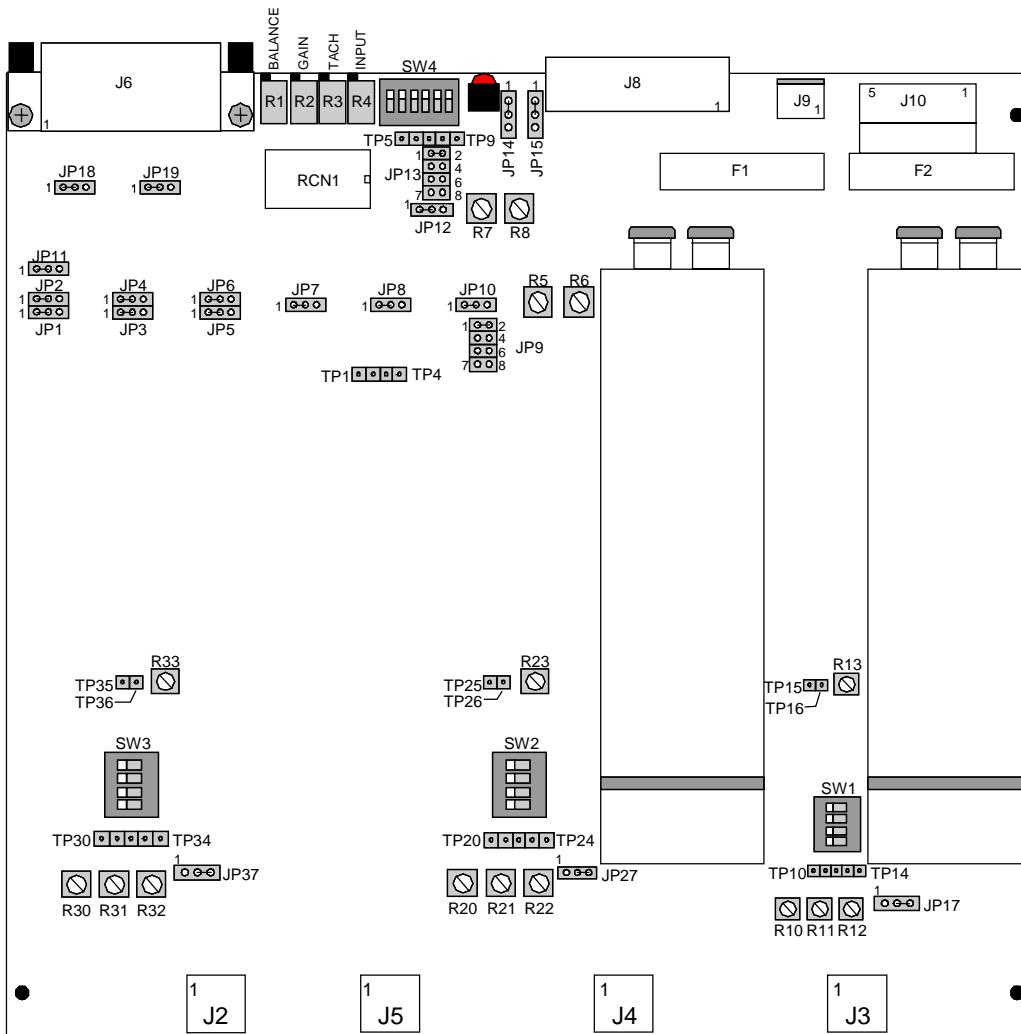 BALANCE
GAIN
TACH
INPUT
J6
1
R1 R2 R3 R4
SW4
1 1
J8
1
J9
1
5 J10 1
TP5 TP9
JP14
JP15
JP18
1
JP19
1
RCN1
JP13
1 2
4
6
7 8
1
JP12
R7 R8
F1
F2
JP11
1
JP2
1
1
JP1
JP4
1
1
JP3
JP6
1
1
JP5
JP7
1
JP8
1
JP10
1
R5 R6
1 2
4
6
7 8
JP9
TP1 TP4
R33
TP35
TP36
R23
TP25
TP26
R13
TP15
TP16
SW3
SW2
SW1
TP30 TP34
TP20 TP24
TP10 TP14
1
JP37
1
JP27
1
JP17
R30 R31 R32
R20 R21 R22
R10 R11 R12
1
J2
1
J5
1
J4
1
J3